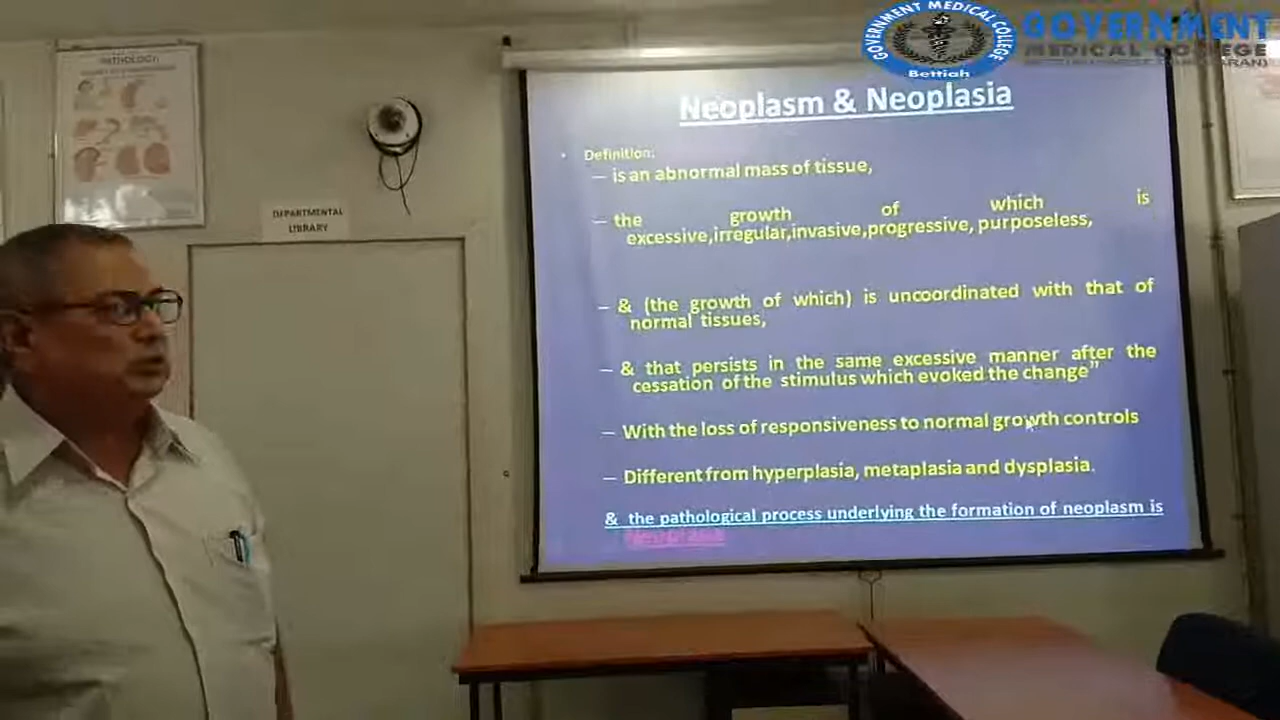 GOVERNMENT MEDICAL COLLEGE
Bettiah
GOVERNMENT
MEDICAL COLLEGE
PATHOLOGY
DEPARTMENTAL
LIBRARY
Neoplasm & Neoplasia
• Definition:
– is an abnormal mass of tissue,
– the growth of which is
excessive,irregular,invasive,progressive, purposeless,
– & (the growth of which) is uncoordinated with that of
normal tissues,
– & that persists in the same excessive manner after the
cessation of the stimulus which evoked the change”
– With the loss of responsiveness to normal growth controls
– Different from hyperplasia, metaplasia and dysplasia.
& the pathological process underlying the formation of neoplasm is